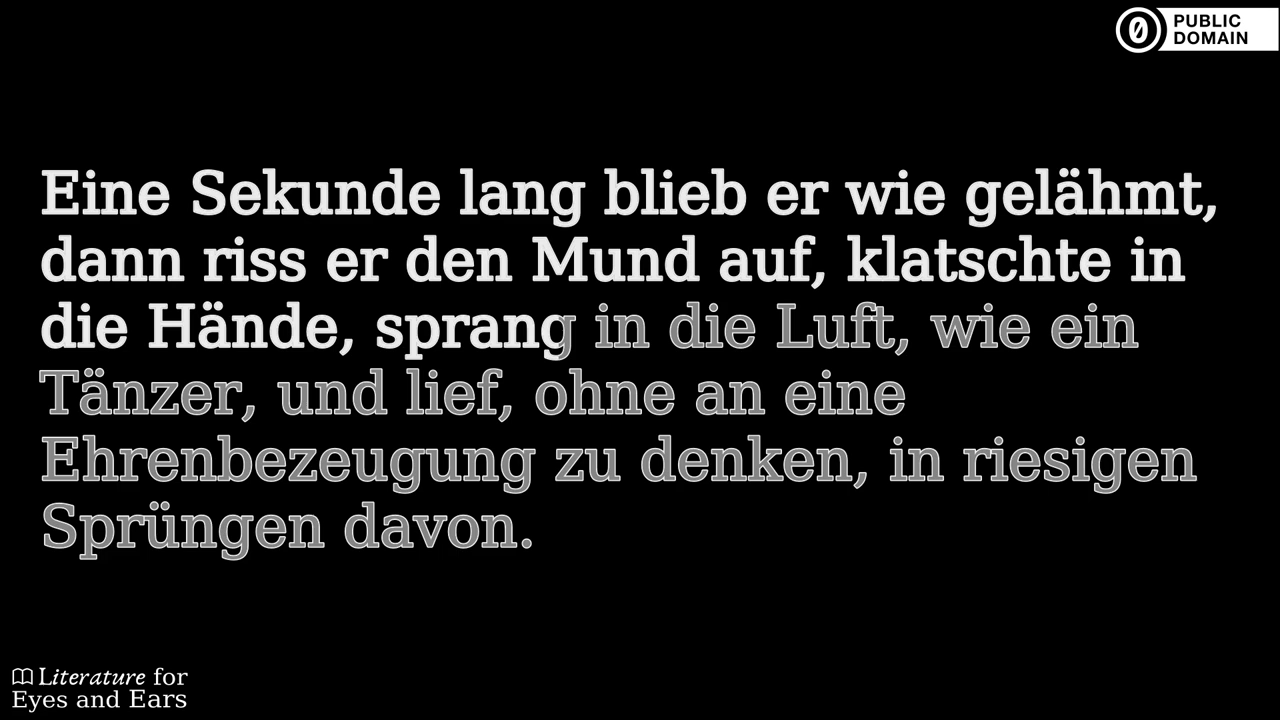 PUBLIC
DOMAIN
Eine Sekunde lang blieb er wie gelähmt,
dann riss er den Mund auf, klatschte in
die Hände, sprang in die Luft, wie ein
Tänzer, und lief, ohne an eine
Ehrenbezeugung zu denken, in riesigen
Sprüngen davon.
Literature for
Eyes and Ears